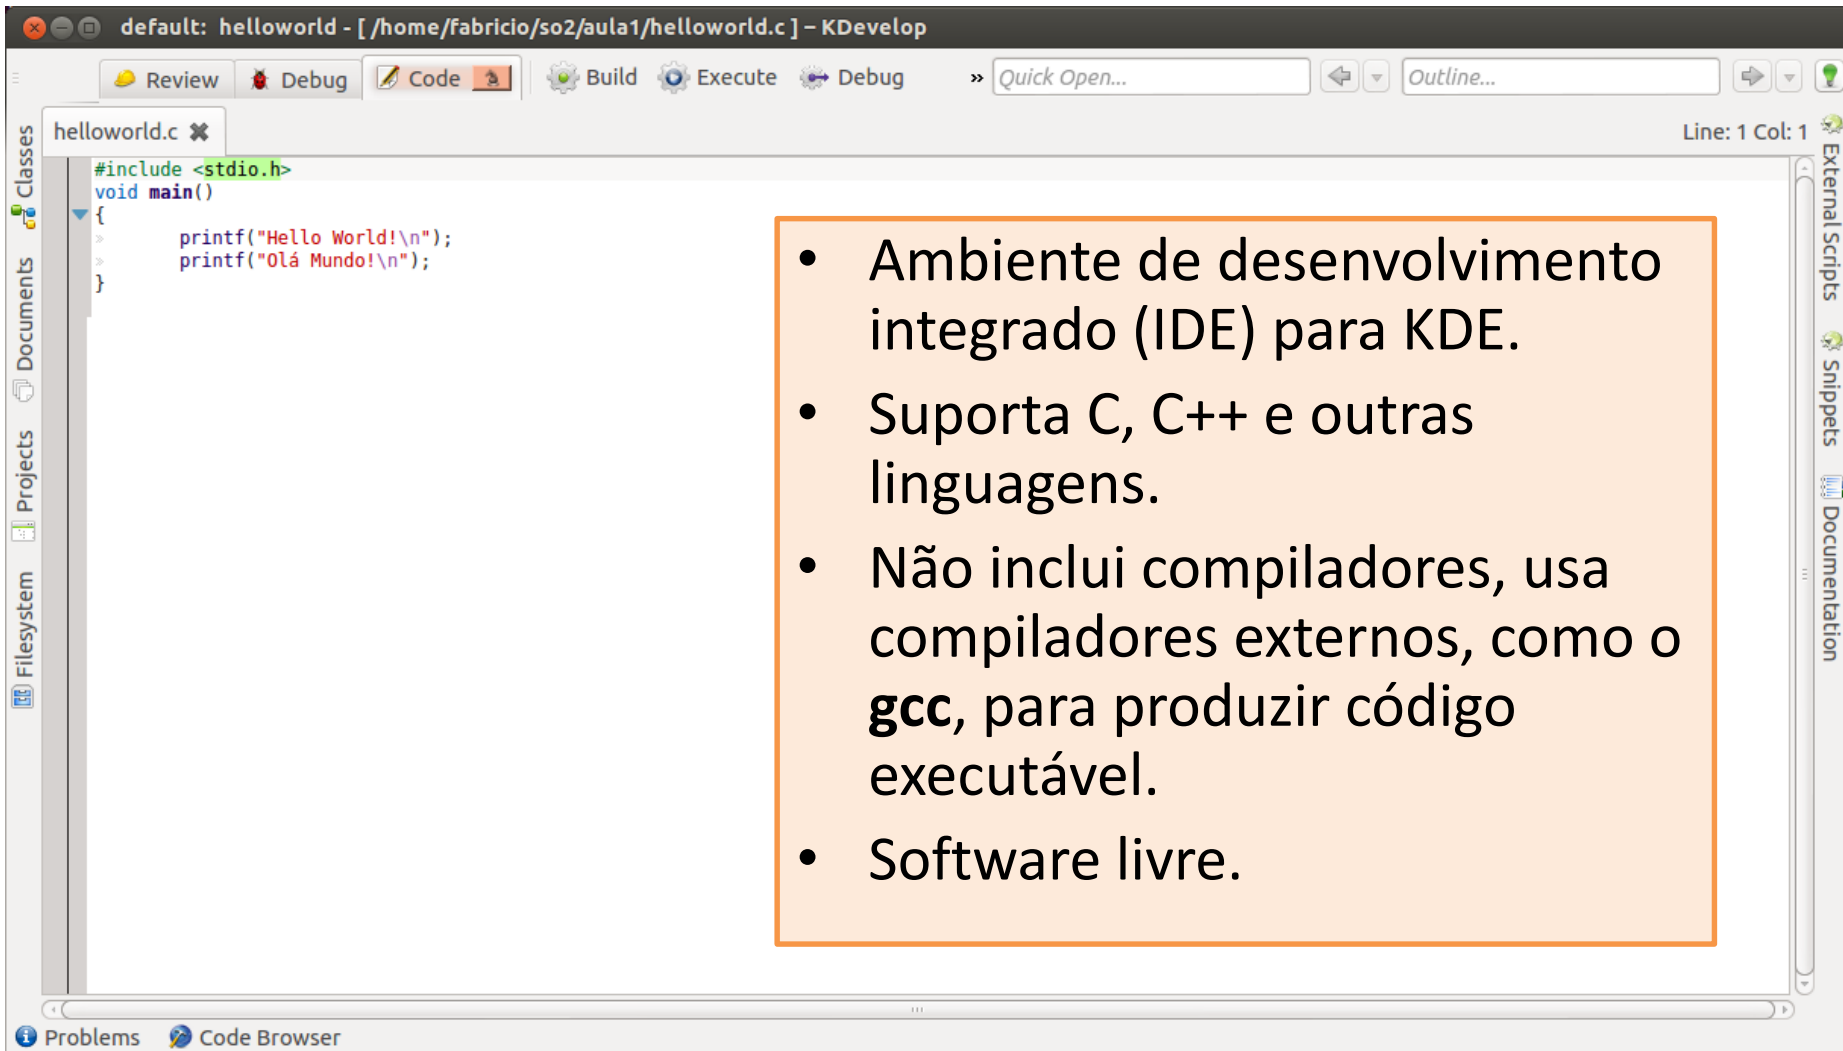 default: helloworld - [ /home/fabricio/so2/aula1/helloworld.c ] – KDevelop
Review Debug Code Build Execute Debug » Quick Open... Outline...
helloworld.c Line: 1 Col: 1
Classes
Documents
Projects
Filesystem
#include <stdio.h>
void main()
{
printf("Hello World!\n");
printf("Olá Mundo!\n");
}
• Ambiente de desenvolvimento
integrado (IDE) para KDE.
• Suporta C, C++ e outras
linguagens.
• Não inclui compiladores, usa
compiladores externos, como o
gcc, para produzir código
executável.
• Software livre.
External Scripts
Snippets
Documentation
Problems Code Browser